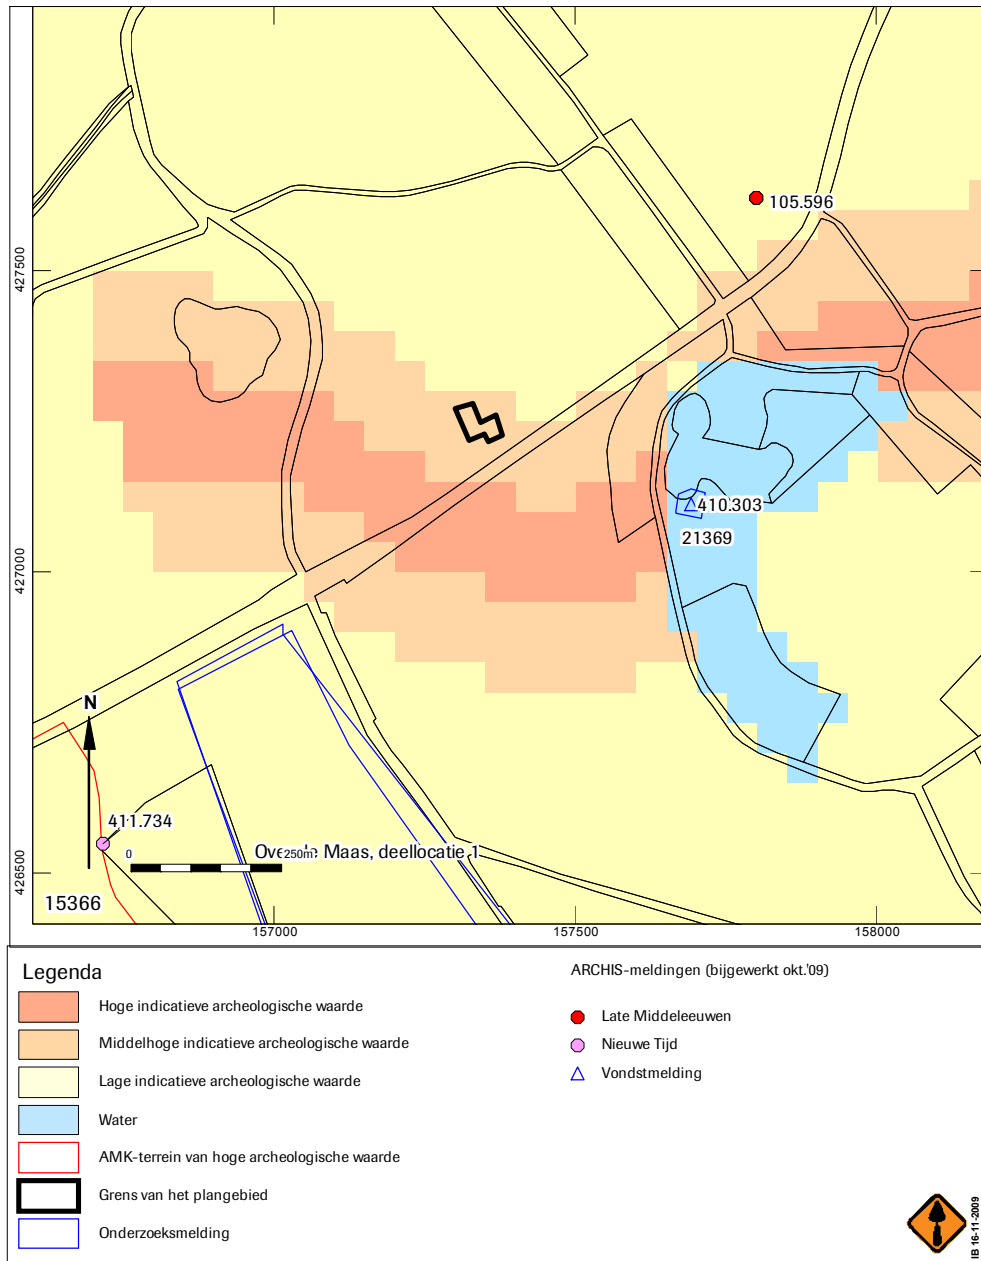 105.596
427500
410.303
21369
427000
N
411.734
0
250m
Over de Maas, deellocatie 1
426500
15366
157000
157500
158000
Legenda
Hoge indicatieve archeologische waarde
Middelhoge indicatieve archeologische waarde
Lage indicatieve archeologische waarde
Water
AMK-terrein van hoge archeologische waarde
Grens van het plangebied
Onderzoeksmelding
ARCHIS-meldingen (bijgewerkt okt.'09)
Late Middeleeuwen
Nieuwe Tijd
Vondstmelding
IB 16-11-2009